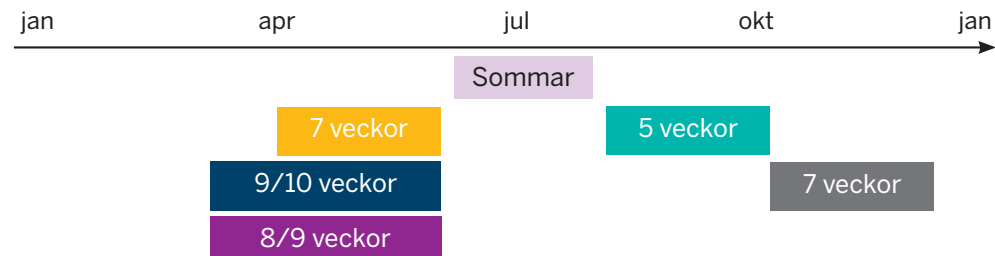 jan apr jul okt jan
Sommar
7 veckor 5 veckor
9/10 veckor 7 veckor
8/9 veckor